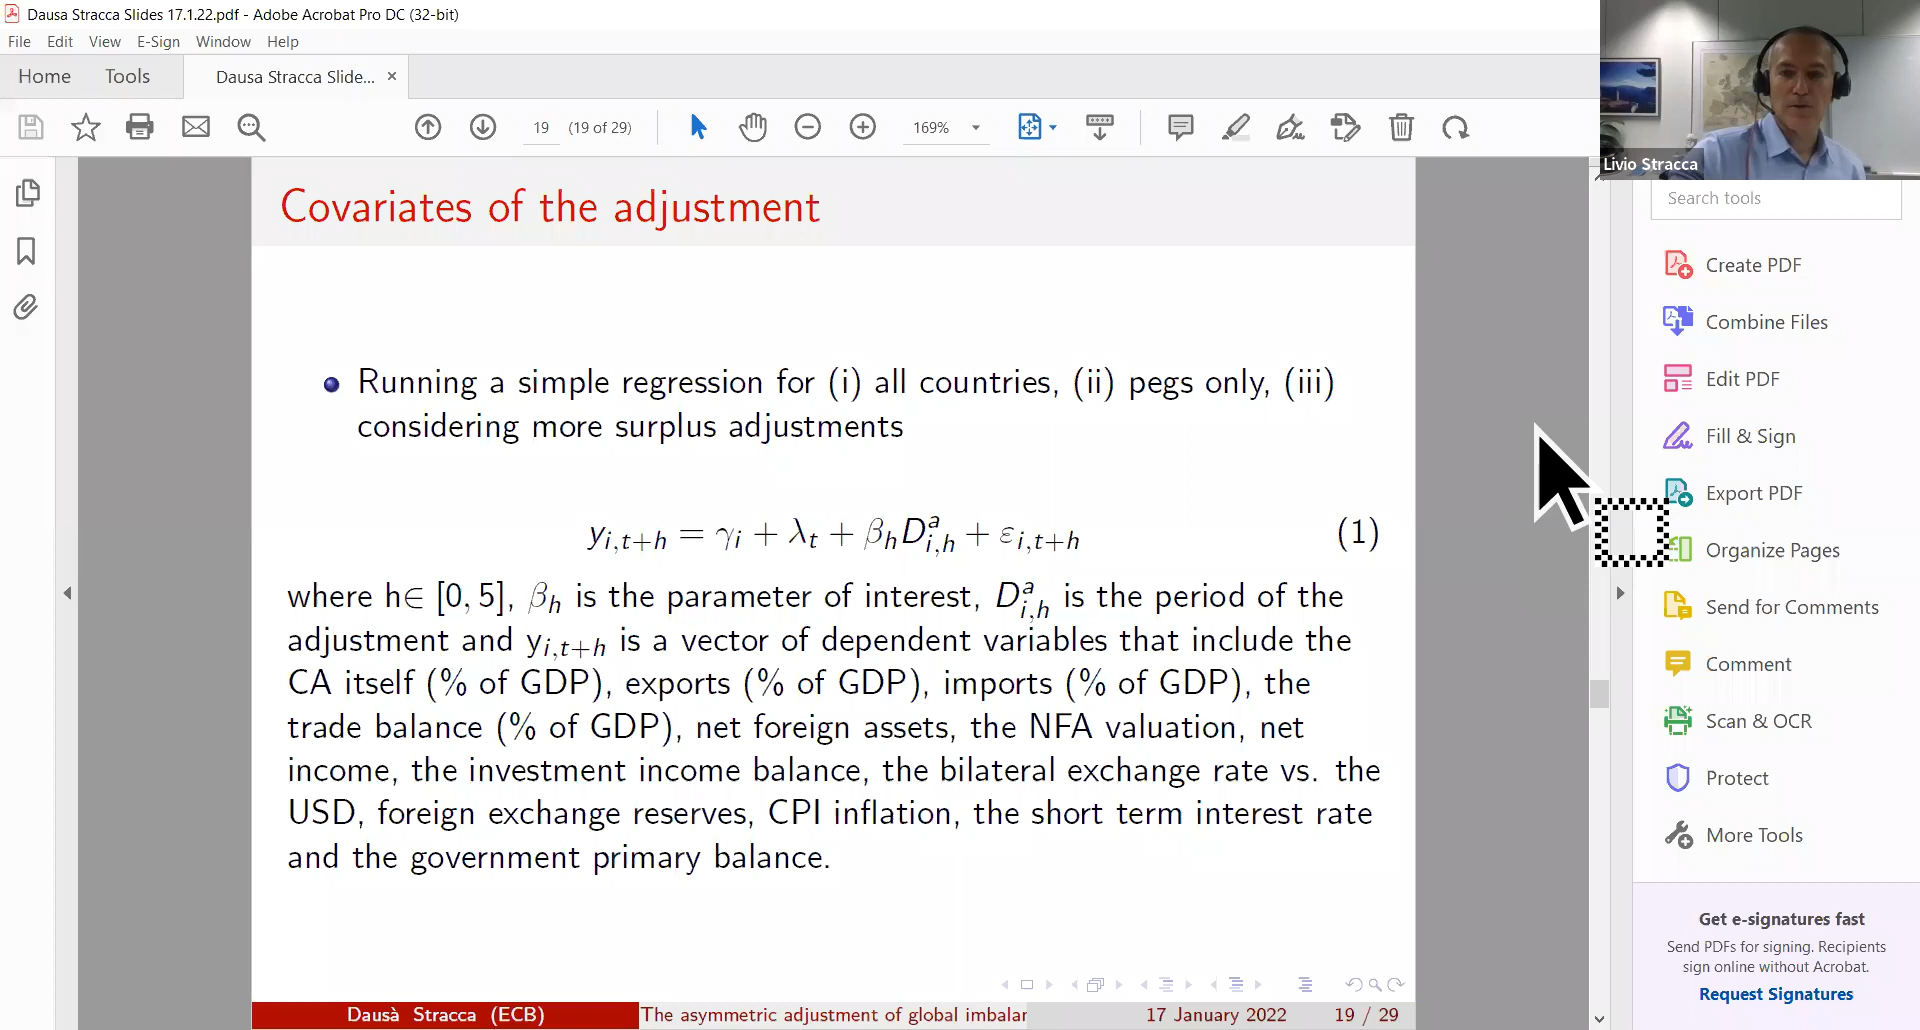 Dausa Stracca Slides 17.1.22.pdf - Adobe Acrobat Pro DC (32-bit)
File Edit View E-Sign Window Help
Home Tools Dausa Stracca Slide... ×
19 (19 of 29) 169%
Livio Stracca
Covariates of the adjustment
Running a simple regression for (i) all countries, (ii) pegs only, (iii)
considering more surplus adjustments
y_{i,t+h} = γ_i + λ_t + β_h D^a_{i,h} + ε_{i,t+h} (1)
where h∈ [0, 5], β_h is the parameter of interest, D^a_{i,h} is the period of the
adjustment and y_{i,t+h} is a vector of dependent variables that include the
CA itself (% of GDP), exports (% of GDP), imports (% of GDP), the
trade balance (% of GDP), net foreign assets, the NFA valuation, net
income, the investment income balance, the bilateral exchange rate vs. the
USD, foreign exchange reserves, CPI inflation, the short term interest rate
and the government primary balance.
Dausà Stracca (ECB) The asymmetric adjustment of global imbalar 17 January 2022 19 / 29
Search tools
Create PDF
Combine Files
Edit PDF
Fill & Sign
Export PDF
Organize Pages
Send for Comments
Comment
Scan & OCR
Protect
More Tools
Get e-signatures fast
Send PDFs for signing. Recipients
sign online without Acrobat.
Request Signatures